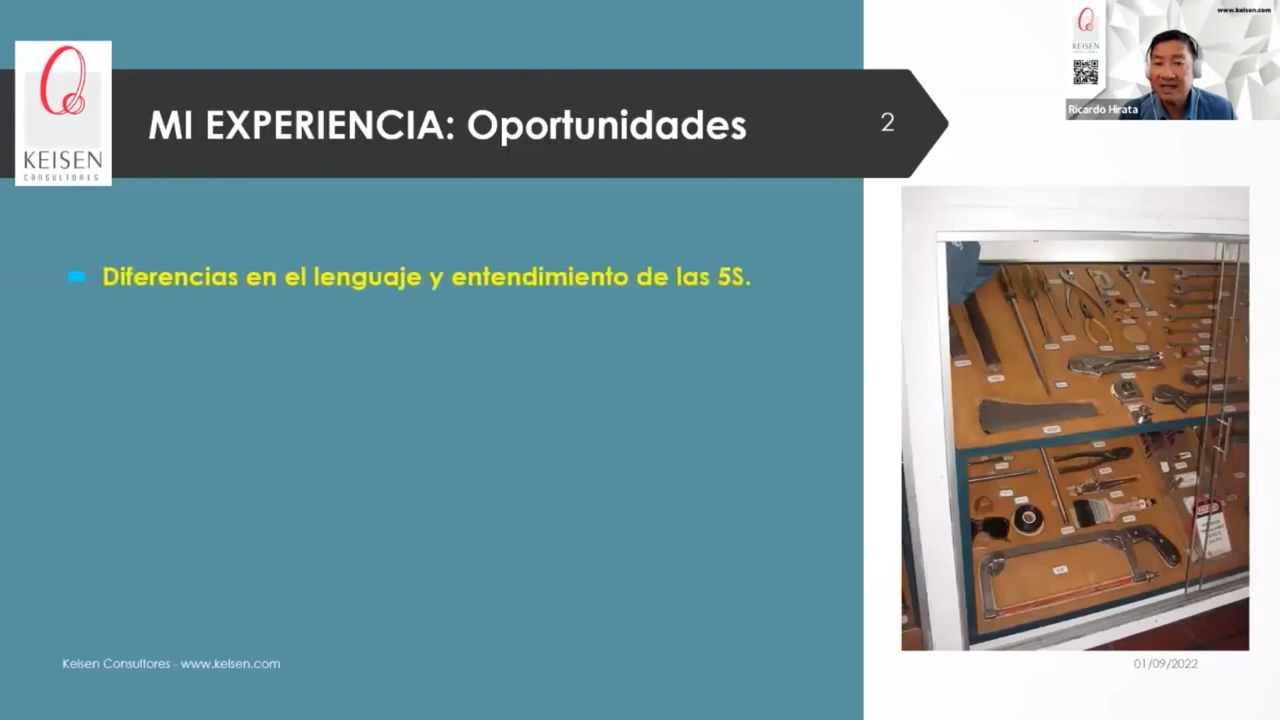 www.keisen.com
KEISEN
KEISEN
CONSULTORES
MI EXPERIENCIA: Oportunidades
2
Ricardo Hirata
Diferencias en el lenguaje y entendimiento de las 5S.
Keisen Consultores - www.keisen.com
01/09/2022